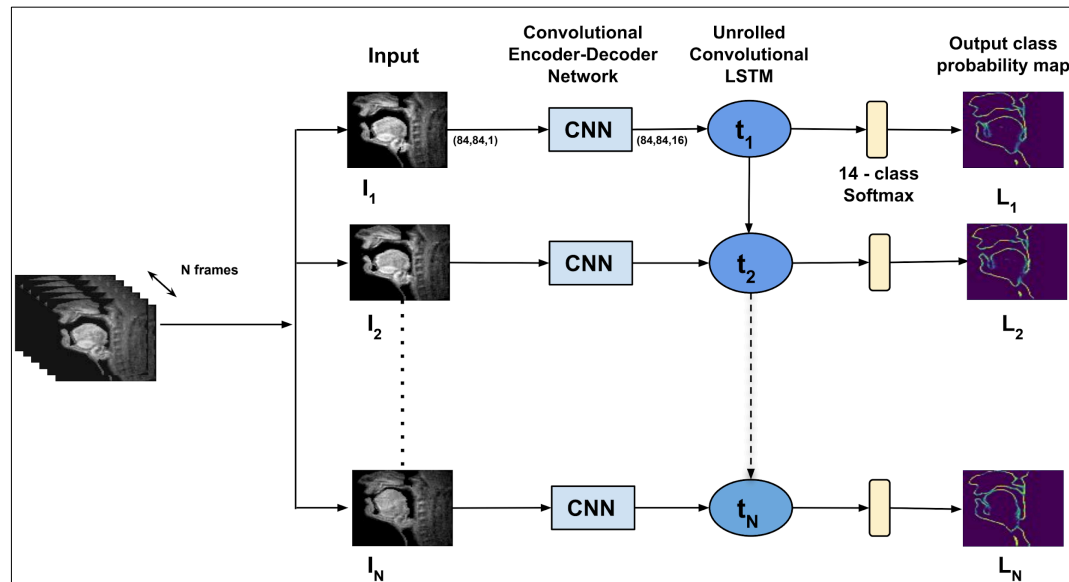 Input
Convolutional
Encoder-Decoder
Network
Unrolled
Convolutional
LSTM
Output class
probability map
(84,84,1)
CNN
(84,84,16)
t1
14 - class
Softmax
I1
L1
N frames
CNN
t2
I2
L2
CNN
tN
IN
LN